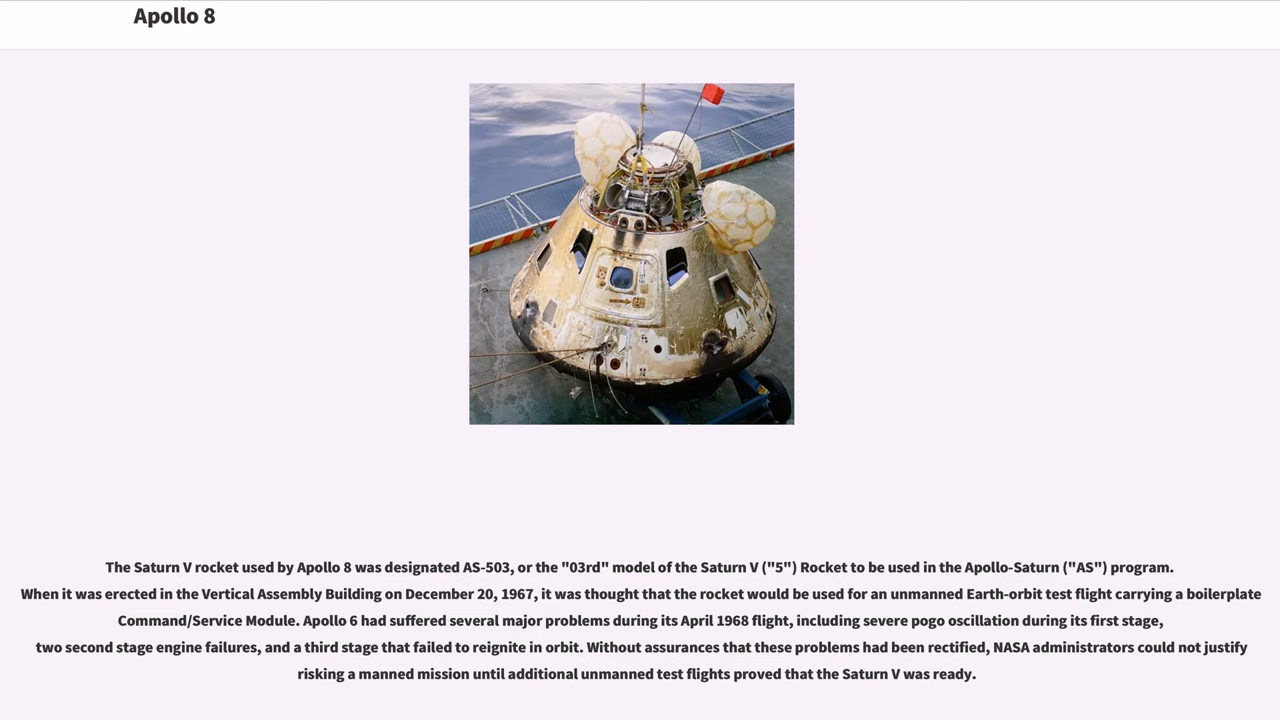 Apollo 8
The Saturn V rocket used by Apollo 8 was designated AS-503, or the "03rd" model of the Saturn V ("5") Rocket to be used in the Apollo-Saturn ("AS") program.
When it was erected in the Vertical Assembly Building on December 20, 1967, it was thought that the rocket would be used for an unmanned Earth-orbit test flight carrying a boilerplate
Command/Service Module. Apollo 6 had suffered several major problems during its April 1968 flight, including severe pogo oscillation during its first stage,
two second stage engine failures, and a third stage that failed to reignite in orbit. Without assurances that these problems had been rectified, NASA administrators could not justify
risking a manned mission until additional unmanned test flights proved that the Saturn V was ready.